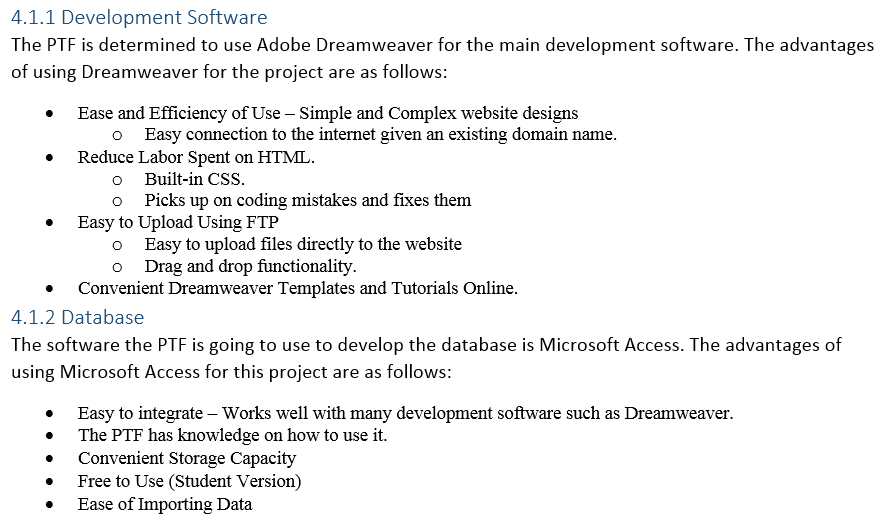 4.1.1 Development Software
The PTF is determined to use Adobe Dreamweaver for the main development software. The advantages
of using Dreamweaver for the project are as follows:
• Ease and Efficiency of Use – Simple and Complex website designs
o Easy connection to the internet given an existing domain name.
• Reduce Labor Spent on HTML.
o Built-in CSS.
o Picks up on coding mistakes and fixes them
• Easy to Upload Using FTP
o Easy to upload files directly to the website
o Drag and drop functionality.
• Convenient Dreamweaver Templates and Tutorials Online.
4.1.2 Database
The software the PTF is going to use to develop the database is Microsoft Access. The advantages of
using Microsoft Access for this project are as follows:
• Easy to integrate – Works well with many development software such as Dreamweaver.
• The PTF has knowledge on how to use it.
• Convenient Storage Capacity
• Free to Use (Student Version)
• Ease of Importing Data